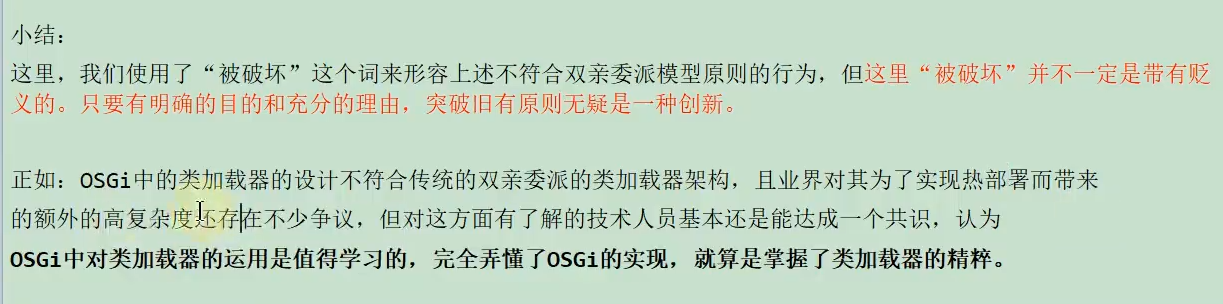 小结：
这里，我们使用了“被破坏”这个词来形容上述不符合双亲委派模型原则的行为，但这里“被破坏”并不一定是带有贬
义的。只要有明确的目的和充分的理由，突破旧有原则无疑是一种创新。
正如：OSGi中的类加载器的设计不符合传统的双亲委派的类加载器架构，且业界对其为了实现热部署而带来
的额外的高复杂度还存在不少争议，但对这方面有了解的技术人员基本还是能达成一个共识，认为
OSGi中对类加载器的运用是值得学习的，完全弄懂了OSGi的实现，就算是掌握了类加载器的精粹。